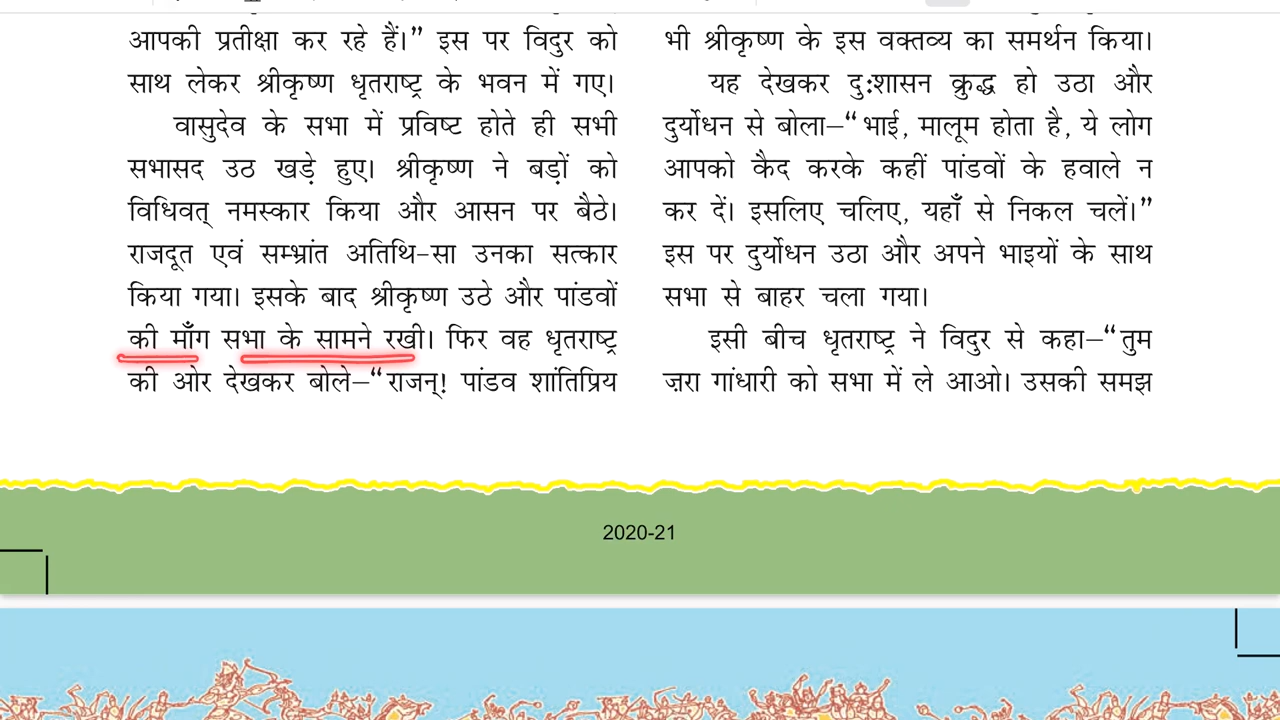 आपकी प्रतीक्षा कर रहे हैं।” इस पर विदुर को
साथ लेकर श्रीकृष्ण धृतराष्ट्र के भवन में गए।
वासुदेव के सभा में प्रविष्ट होते ही सभी
सभासद उठ खड़े हुए। श्रीकृष्ण ने बड़ों को
विधिवत् नमस्कार किया और आसन पर बैठे।
राजदूत एवं सम्भ्रांत अतिथि-सा उनका सत्कार
किया गया। इसके बाद श्रीकृष्ण उठे और पांडवों
की माँग सभा के सामने रखी। फिर वह धृतराष्ट्र
की ओर देखकर बोले–“राजन्! पांडव शांतिप्रिय
भी श्रीकृष्ण के इस वक्तव्य का समर्थन किया।
यह देखकर दुःशासन क्रुद्ध हो उठा और
दुर्योधन से बोला–“भाई, मालूम होता है, ये लोग
आपको कैद करके कहीं पांडवों के हवाले न
कर दें। इसलिए चलिए, यहाँ से निकल चलें।”
इस पर दुर्योधन उठा और अपने भाइयों के साथ
सभा से बाहर चला गया।
इसी बीच धृतराष्ट्र ने विदुर से कहा–“तुम
ज़रा गांधारी को सभा में ले आओ। उसकी समझ
2020-21